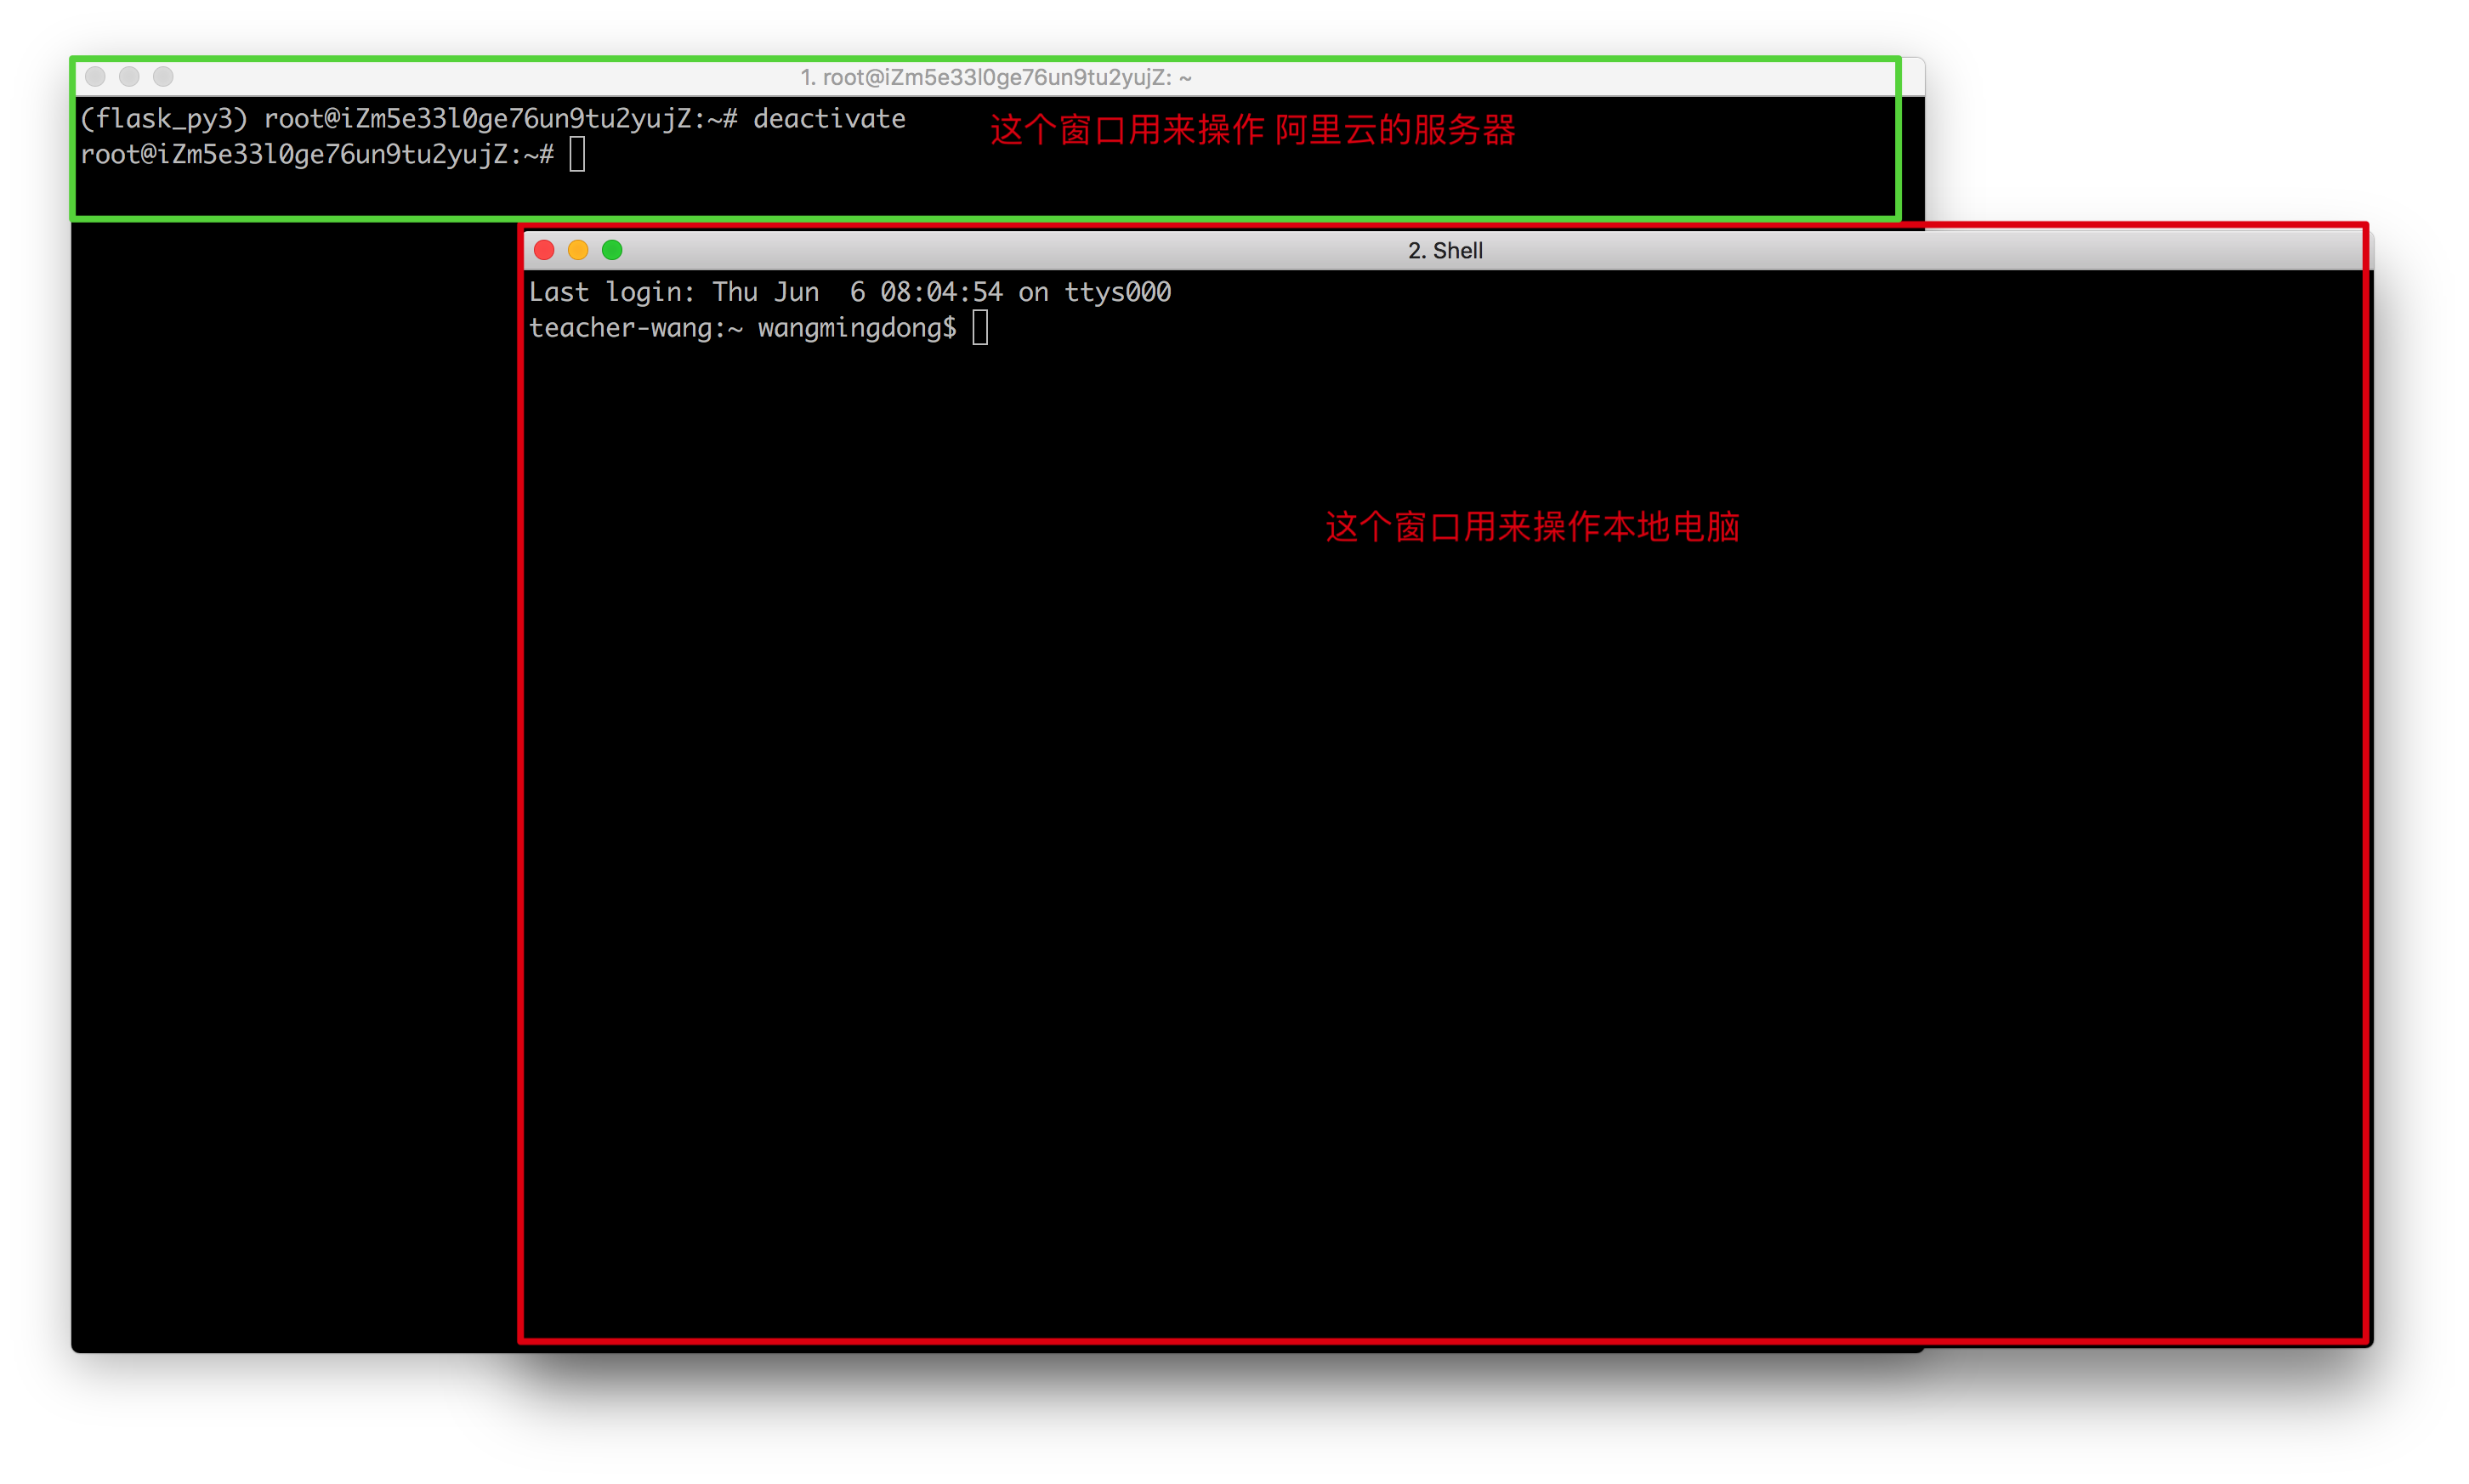 1. root@iZm5e33l0ge76un9tu2yujZ: ~
(flask_py3) root@iZm5e33l0ge76un9tu2yujZ:~# deactivate
这个窗口用来操作 阿里云的服务器
root@iZm5e33l0ge76un9tu2yujZ:~#
2. Shell
Last login: Thu Jun  6 08:04:54 on ttys000
teacher-wang:~ wangmingdong$
这个窗口用来操作本地电脑